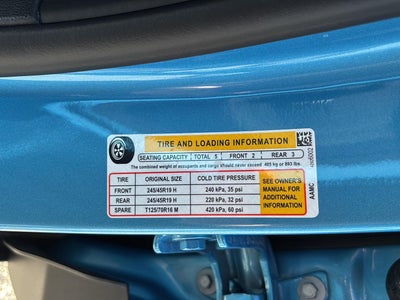 TIRE AND LOADING INFORMATION
SEATING CAPACITY TOTAL 5 FRONT 2 REAR 3
The combined weight of occupants and cargo should never exceed 405 kg or 893 lbs.
TIRE ORIGINAL SIZE COLD TIRE PRESSURE
FRONT 245/45R19 H 240 kPa, 35 psi
REAR 245/45R19 H 220 kPa, 32 psi
SPARE T125/70R16 M 420 kPa, 60 psi
SEE OWNER'S
MANUAL FOR
ADDITIONAL
INFORMATION
AAMC